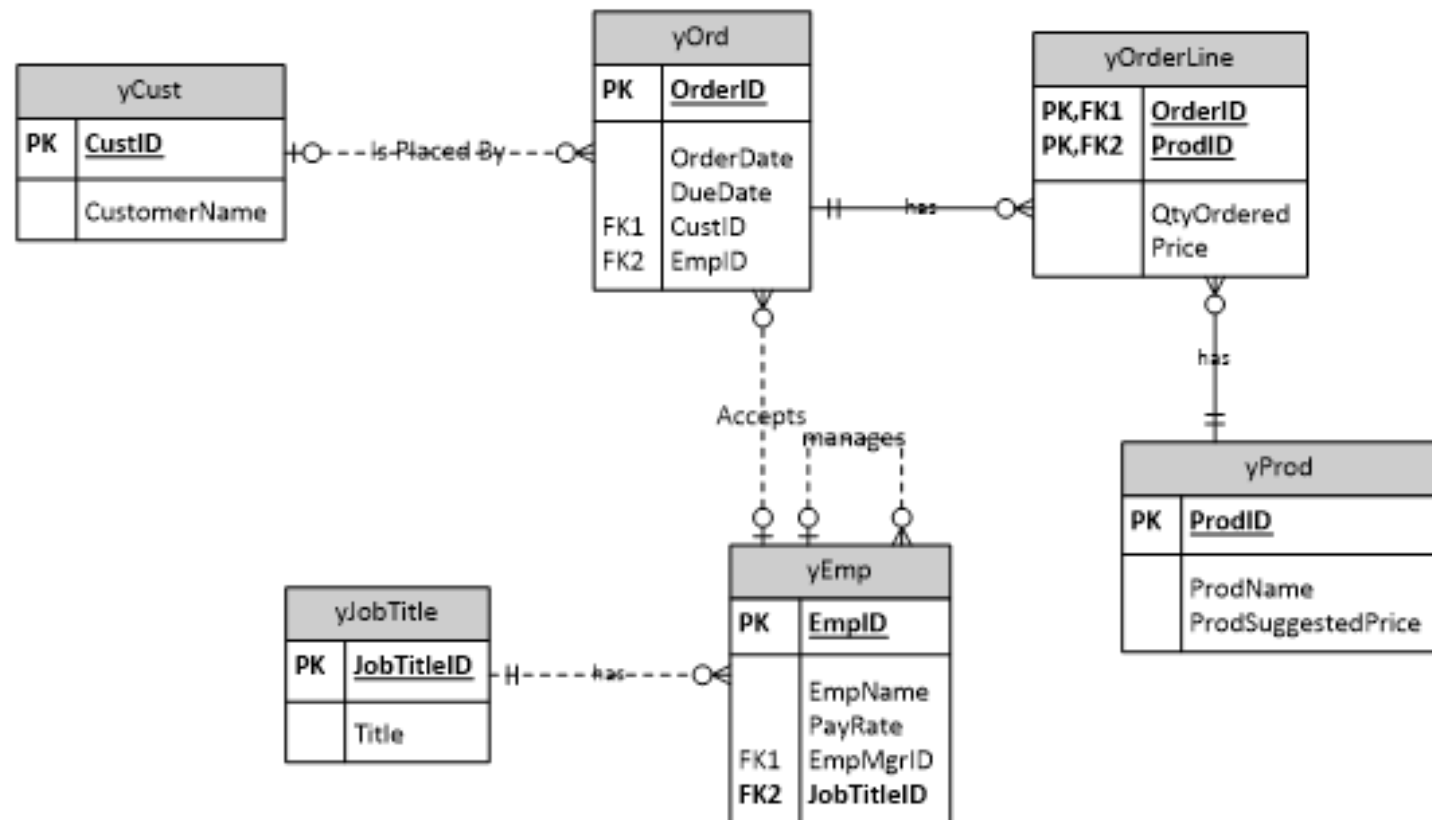 yCust
PK CustID
CustomerName
is Placed By
yOrd
PK OrderID
OrderDate
DueDate
FK1 CustID
FK2 EmpID
has
yOrderLine
PK,FK1 OrderID
PK,FK2 ProdID
QtyOrdered
Price
has
Accepts
manages
yProd
PK ProdID
ProdName
ProdSuggestedPrice
yJobTitle
PK JobTitleID
Title
has
yEmp
PK EmpID
EmpName
PayRate
FK1 EmpMgrID
FK2 JobTitleID